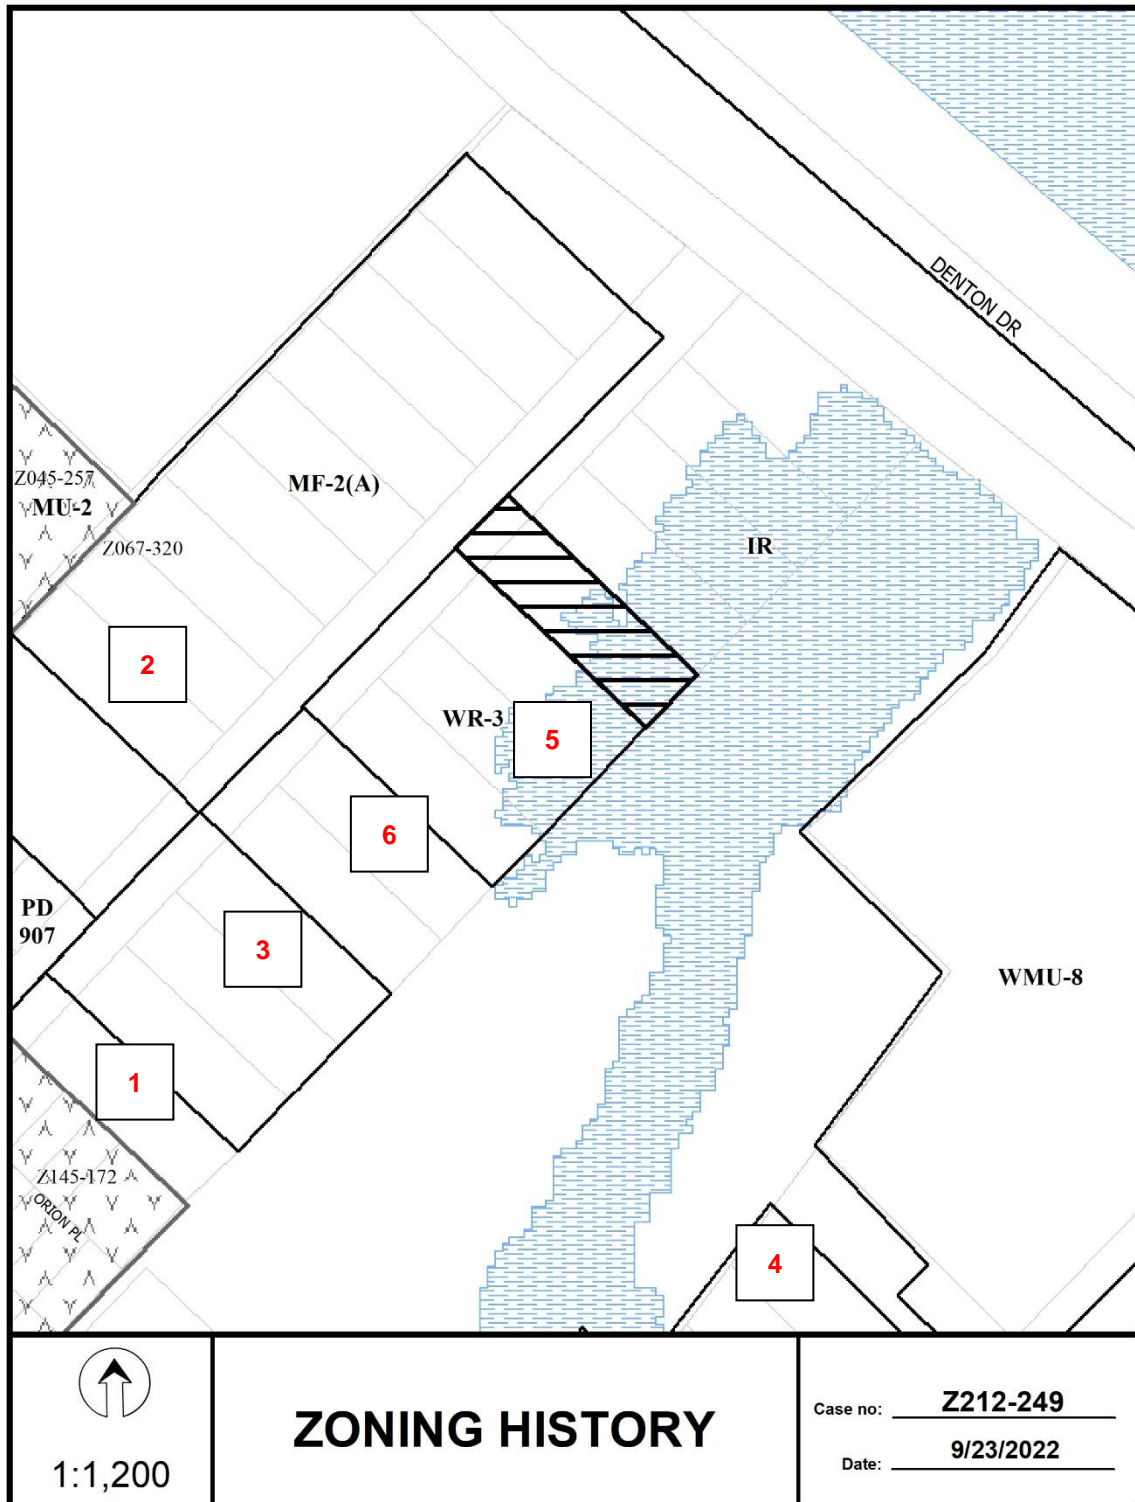 DENTON DR
Z045-257
MU-2
MF-2(A)
Z067-320
IR
2
WR-3
5
6
PD
907
3
WMU-8
1
Z145-172
ORION PL
4
1:1,200
ZONING HISTORY
Case no: Z212-249
Date: 9/23/2022